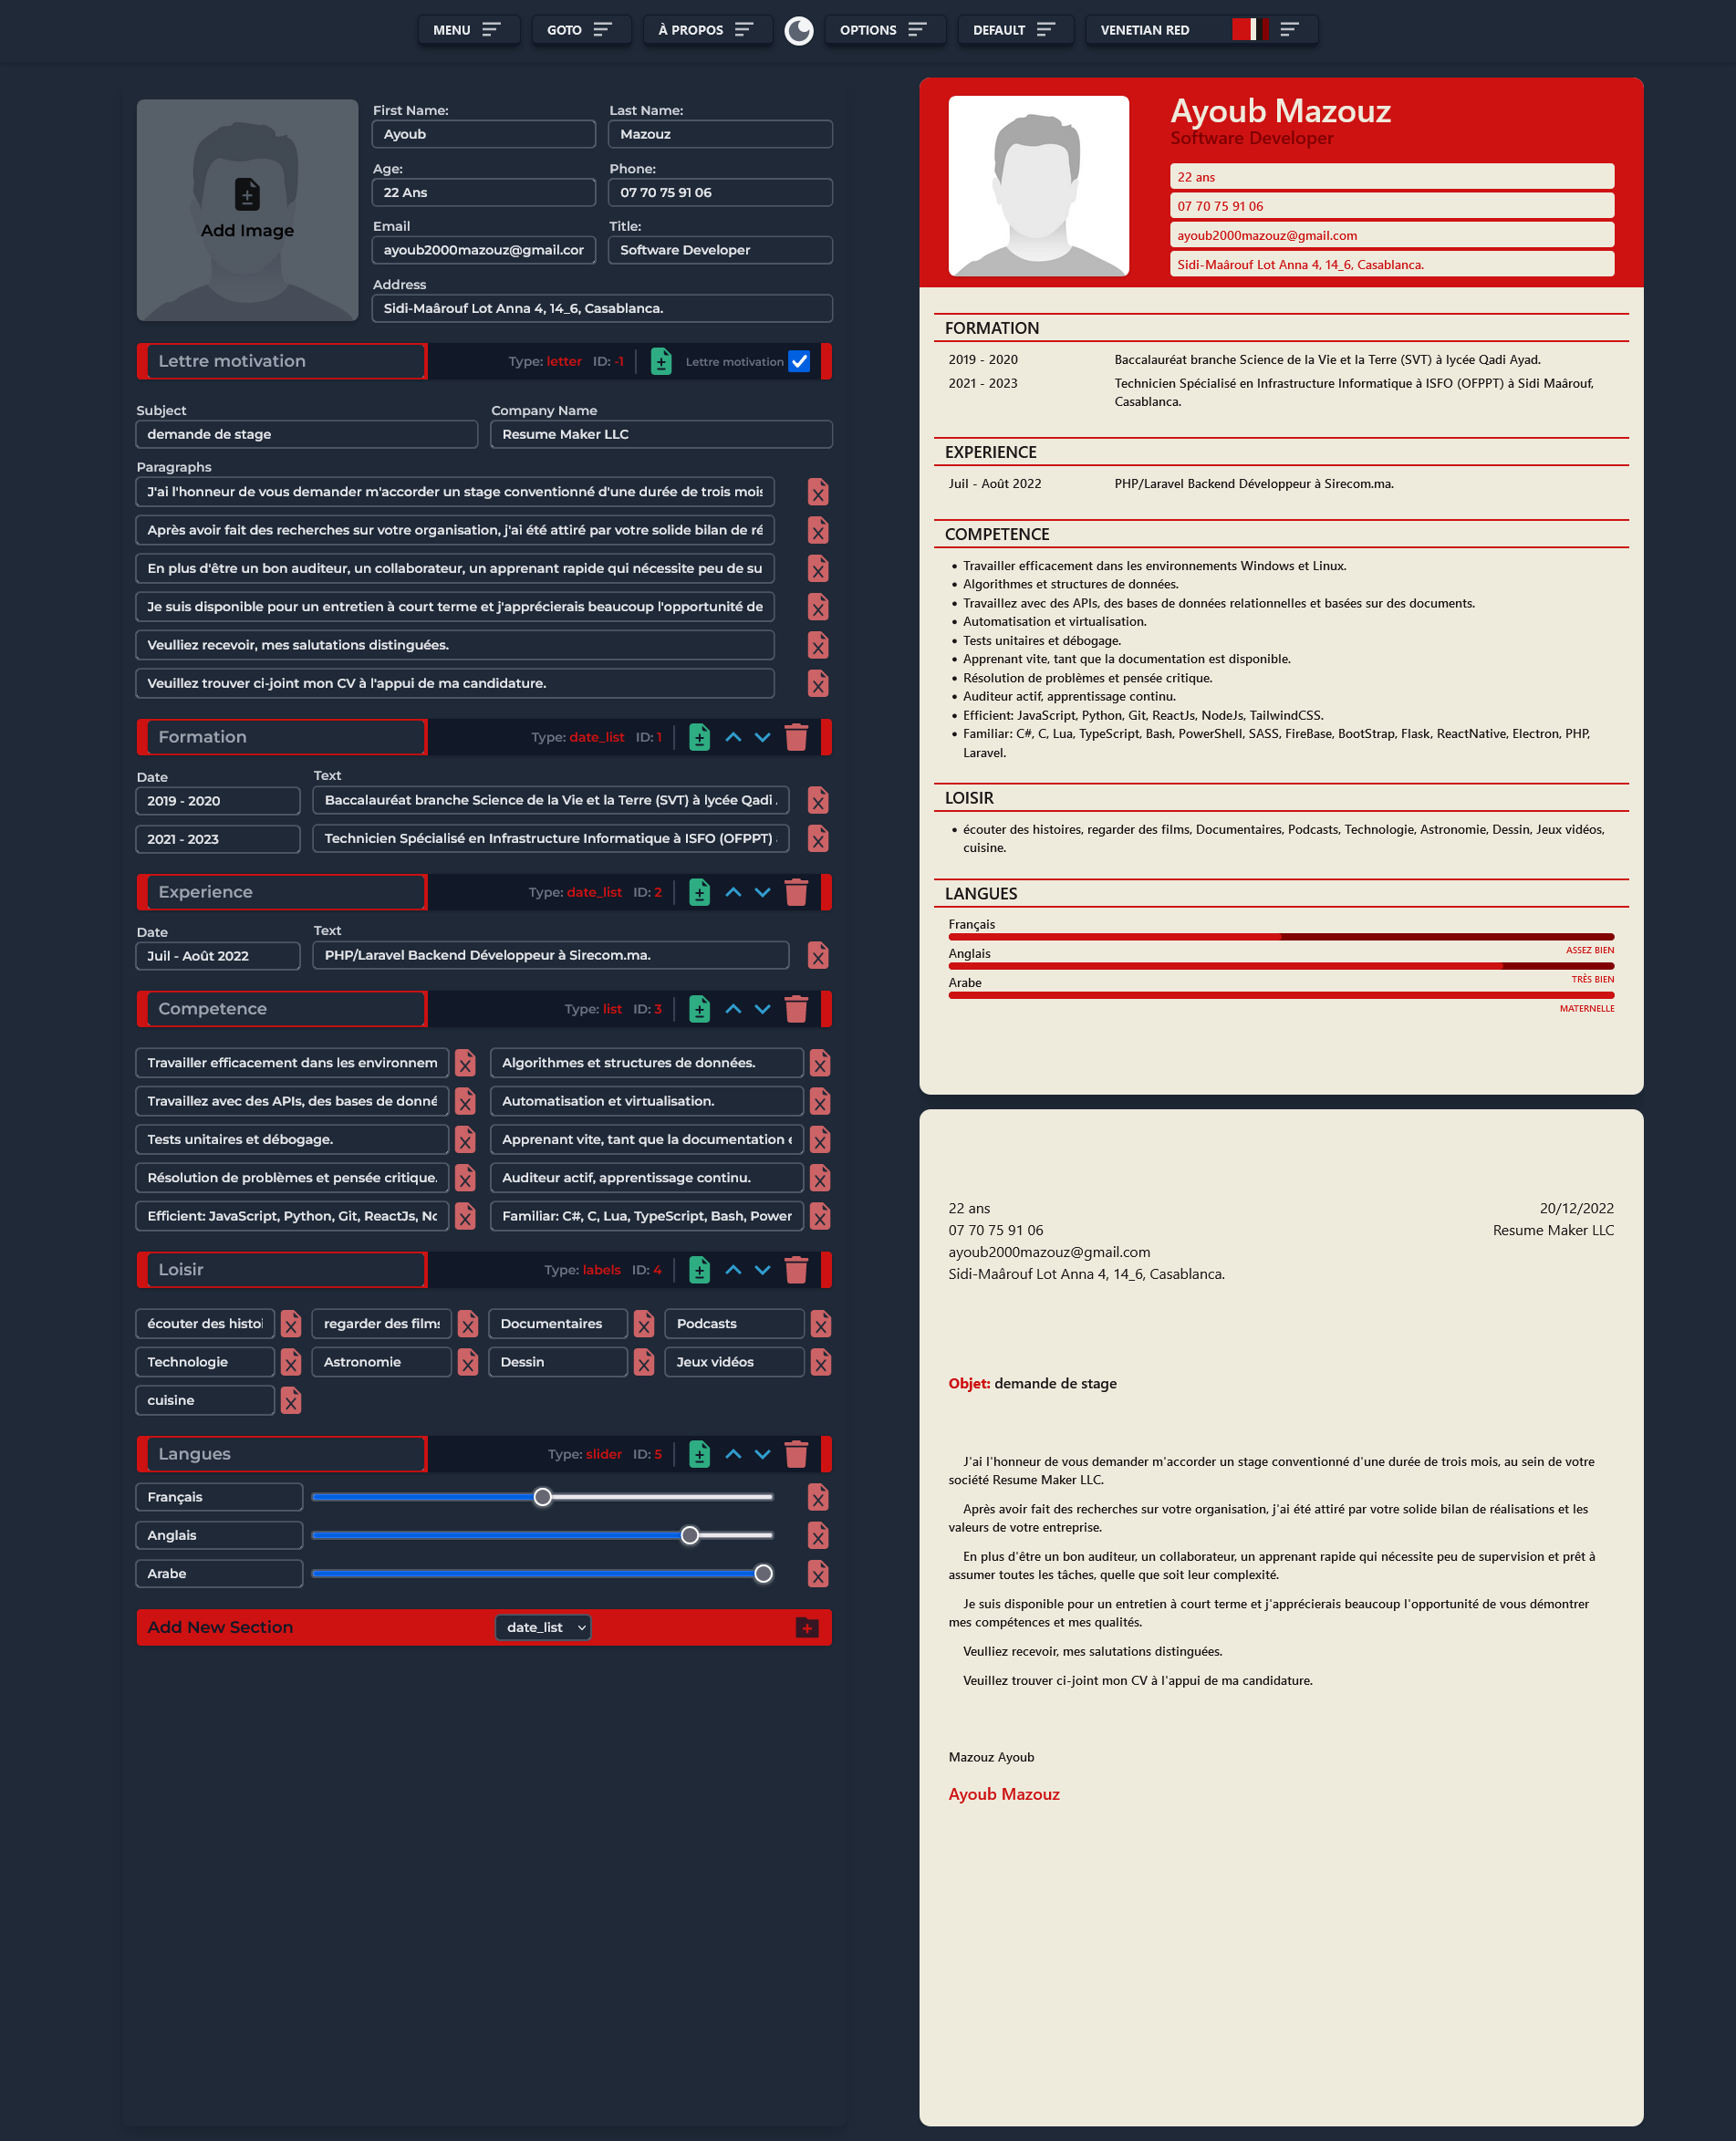 MENU
GOTO
À PROPOS
OPTIONS
DEFAULT
VENETIAN RED
Add Image
First Name:
Last Name:
Ayoub
Mazouz
Age:
Phone:
22 Ans
07 70 75 91 06
Email
Title:
ayoub2000mazouz@gmail.cor
Software Developer
Address
Sidi-Maârouf Lot Anna 4, 14_6, Casablanca.
Lettre motivation
Type: letter ID: -1
Lettre motivation
Subject
Company Name
demande de stage
Resume Maker LLC
Paragraphs
J'ai l'honneur de vous demander m'accorder un stage conventionné d'une durée de trois mois
Après avoir fait des recherches sur votre organisation, j'ai été attiré par votre solide bilan de ré
En plus d'être un bon auditeur, un collaborateur, un apprenant rapide qui nécessite peu de su
Je suis disponible pour un entretien à court terme et j'apprécierais beaucoup l'opportunité de
Veulliez recevoir, mes salutations distinguées.
Veuillez trouver ci-joint mon CV à l'appui de ma candidature.
Formation
Type: date_list ID: 1
Date
Text
2019 - 2020
Baccalauréat branche Science de la Vie et la Terre (SVT) à lycée Qadi
2021 - 2023
Technicien Spécialisé en Infrastructure Informatique à ISFO (OFPPT)
Experience
Type: date_list ID: 2
Date
Text
Juil - Août 2022
PHP/Laravel Backend Développeur à Sirecom.ma.
Competence
Type: list ID: 3
Travailler efficacement dans les environnem
Algorithmes et structures de données.
Travaillez avec des APIs, des bases de donné
Automatisation et virtualisation.
Tests unitaires et débogage.
Apprenant vite, tant que la documentation e
Résolution de problèmes et pensée critique.
Auditeur actif, apprentissage continu.
Efficient: JavaScript, Python, Git, ReactJs, No
Familiar: C#, C, Lua, TypeScript, Bash, Power
Loisir
Type: labels ID: 4
écouter des histoi
regarder des films
Documentaires
Podcasts
Technologie
Astronomie
Dessin
Jeux vidéos
cuisine
Langues
Type: slider ID: 5
Français
Anglais
Arabe
Add New Section
date_list
Ayoub Mazouz
Software Developer
22 ans
07 70 75 91 06
ayoub2000mazouz@gmail.com
Sidi-Maârouf Lot Anna 4, 14_6, Casablanca.
FORMATION
2019 - 2020 Baccalauréat branche Science de la Vie et la Terre (SVT) à lycée Qadi Ayad.
2021 - 2023 Technicien Spécialisé en Infrastructure Informatique à ISFO (OFPPT) à Sidi Maârouf,
Casablanca.
EXPERIENCE
Juil - Août 2022 PHP/Laravel Backend Développeur à Sirecom.ma.
COMPETENCE
• Travailler efficacement dans les environnements Windows et Linux.
• Algorithmes et structures de données.
• Travaillez avec des APIs, des bases de données relationnelles et basées sur des documents.
• Automatisation et virtualisation.
• Tests unitaires et débogage.
• Apprenant vite, tant que la documentation est disponible.
• Résolution de problèmes et pensée critique.
• Auditeur actif, apprentissage continu.
• Efficient: JavaScript, Python, Git, ReactJs, NodeJs, TailwindCSS.
• Familiar: C#, C, Lua, TypeScript, Bash, PowerShell, SASS, FireBase, BootStrap, Flask, ReactNative, Electron, PHP,
Laravel.
LOISIR
• écouter des histoires, regarder des films, Documentaires, Podcasts, Technologie, Astronomie, Dessin, Jeux vidéos,
cuisine.
LANGUES
Français
ASSEZ BIEN
Anglais
TRÈS BIEN
Arabe
MATERNELLE
22 ans
20/12/2022
07 70 75 91 06
Resume Maker LLC
ayoub2000mazouz@gmail.com
Sidi-Maârouf Lot Anna 4, 14_6, Casablanca.
Objet: demande de stage
J'ai l'honneur de vous demander m'accorder un stage conventionné d'une durée de trois mois, au sein de votre
société Resume Maker LLC.
Après avoir fait des recherches sur votre organisation, j'ai été attiré par votre solide bilan de réalisations et les
valeurs de votre entreprise.
En plus d'être un bon auditeur, un collaborateur, un apprenant rapide qui nécessite peu de supervision et prêt à
assumer toutes les tâches, quelle que soit leur complexité.
Je suis disponible pour un entretien à court terme et j'apprécierais beaucoup l'opportunité de vous démontrer
mes compétences et mes qualités.
Veulliez recevoir, mes salutations distinguées.
Veuillez trouver ci-joint mon CV à l'appui de ma candidature.
Mazouz Ayoub
Ayoub Mazouz